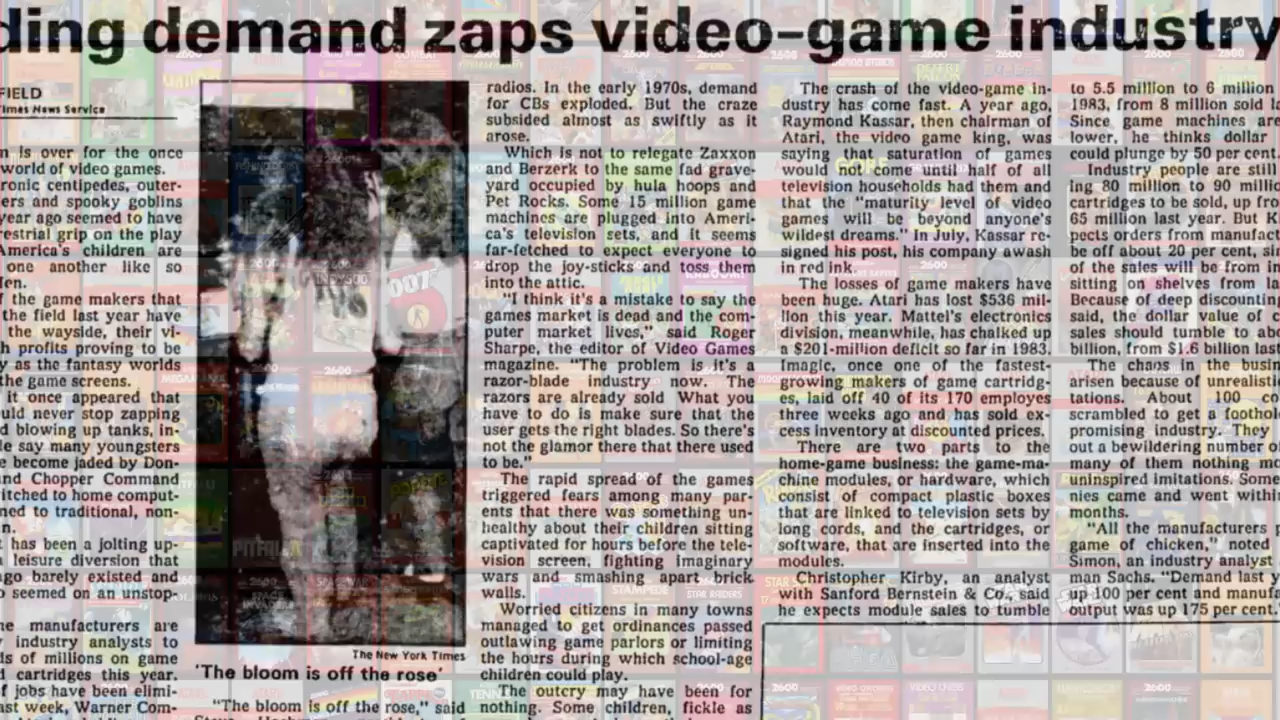 ding demand zaps video-game industry
FIELD
Times News Service
n is over for the once
world of video games.
ronic centipedes, outer-
ers and spooky goblins
year ago seemed to have
restrial grip on the play
America's children are
one another like so
len.
f the game makers that
the field last year have
the wayside, their vi-
h profits proving to be
y as the fantasy worlds
the game screens.
it once appeared that
uld never stop zapping
d blowing up tanks, in-
le say many youngsters
e become jaded by Don-
and Chopper Command
itched to home comput-
ned to traditional, non-
n.
t has been a jolting up-
leisure diversion that
ago barely existed and
o seemed on an unstop-
e manufacturers are
y industry analysts to
ds of millions on game
cartridges this year.
f jobs have been elimi-
ast week, Warner Com-
The New York Times
'The bloom is off the rose'
"The bloom is off the rose," said
radios. In the early 1970s, demand
for CBs exploded. But the craze
subsided almost as swiftly as it
arose.
Which is not to relegate Zaxxon
and Berzerk to the same fad grave-
yard occupied by hula hoops and
Pet Rocks. Some 15 million game
machines are plugged into Ameri-
ca's television sets, and it seems
far-fetched to expect everyone to
drop the joy-sticks and toss them
into the attic.
"I think it's a mistake to say the
games market is dead and the com-
puter market lives," said Roger
Sharpe, the editor of Video Games
magazine. "The problem is it's a
razor-blade industry now. The
razors are already sold. What you
have to do is make sure that the
user gets the right blades. So there's
not the glamor there that there used
to be."
The rapid spread of the games
triggered fears among many par-
ents that there was something un-
healthy about their children sitting
captivated for hours before the tele-
vision screen, fighting imaginary
wars and smashing apart brick
walls.
Worried citizens in many towns
managed to get ordinances passed
outlawing game parlors or limiting
the hours during which school-age
children could play.
The outcry may have been for
nothing. Some children, fickle as
The crash of the video-game in-
dustry has come fast. A year ago,
Raymond Kassar, then chairman of
Atari, the video game king, was
saying that saturation of games
would not come until half of all
television households had them and
that the "maturity level of video
games will be beyond anyone's
wildest dreams." In July, Kassar re-
signed his post, his company awash
in red ink.
The losses of game makers have
been huge. Atari has lost $536 mil-
lion this year. Mattel's electronics
division, meanwhile, has chalked up
a $201-million deficit so far in 1983.
Imagic, once one of the fastest-
growing makers of game cartridg-
es, laid off 40 of its 170 employes
three weeks ago and has sold ex-
cess inventory at discounted prices.
There are two parts to the
home-game business: the game-ma-
chine modules, or hardware, which
consist of compact plastic boxes
that are linked to television sets by
long cords, and the cartridges, or
software, that are inserted into the
modules.
Christopher Kirby, an analyst
with Sanford Bernstein & Co., said
he expects module sales to tumble
to 5.5 million to 6 million
1983, from 8 million sold la
Since game machines are
lower, he thinks dollar
could plunge by 50 per cent.
Industry people are still
ing 80 million to 90 millio
cartridges to be sold, up fro
65 million last year. But K
pects orders from manufact
be off about 20 per cent, sin
of the sales will be from in
sitting on shelves from la
Because of deep discountin
said, the dollar value of c
sales should tumble to abo
billion, from $1.6 billion last
The chaos in the busin
arisen because of unrealisti
tations. About 100 co
scrambled to get a foothol
promising industry. They
out a bewildering number o
many of them nothing mo
uninspired imitations. Some
nies came and went within
months.
"All the manufacturers
game of chicken," noted
Simon, an industry analyst
man Sachs. "Demand last y
up 100 per cent and manufa
output was up 175 per cent."